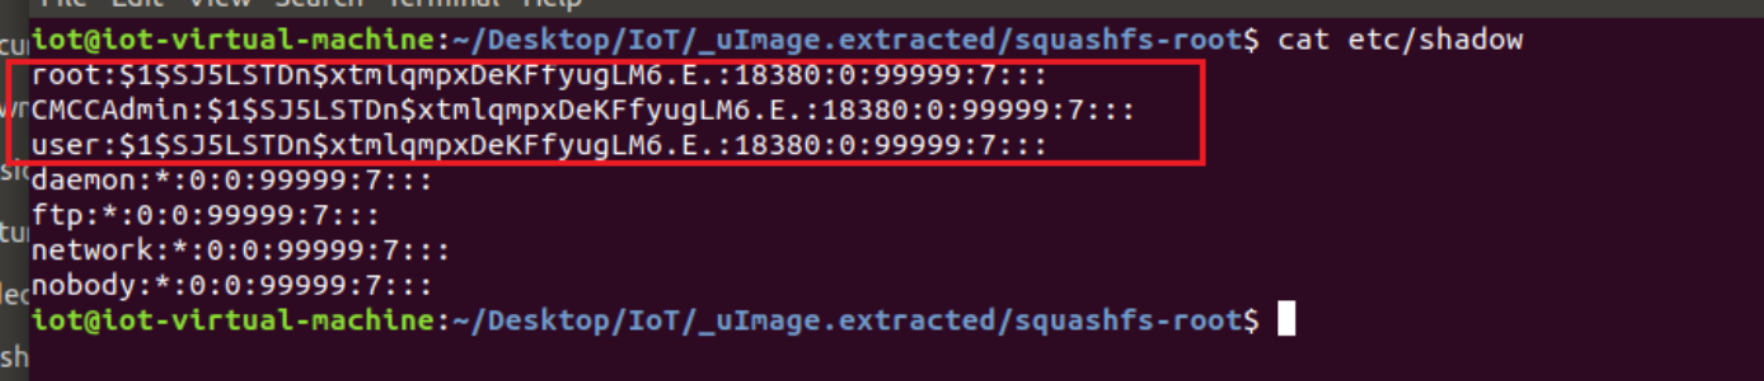 File Edit View Search Terminal Help
iot@iot-virtual-machine:~/Desktop/IoT/_uImage.extracted/squashfs-root$ cat etc/shadow
root:$1$SJ5LSTDn$xtmlqmpxDeKFfyugLM6.E.:18380:0:99999:7:::
CMCCAdmin:$1$SJ5LSTDn$xtmlqmpxDeKFfyugLM6.E.:18380:0:99999:7:::
user:$1$SJ5LSTDn$xtmlqmpxDeKFfyugLM6.E.:18380:0:99999:7:::
daemon:*:0:0:99999:7:::
ftp:*:0:0:99999:7:::
network:*:0:0:99999:7:::
nobody:*:0:0:99999:7:::
iot@iot-virtual-machine:~/Desktop/IoT/_uImage.extracted/squashfs-root$